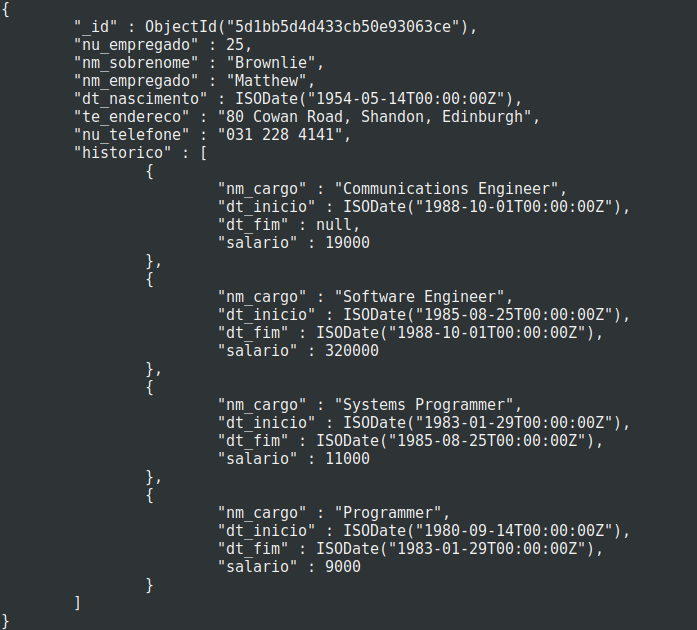 {
"_id" : ObjectId("5d1bb5d4d433cb50e93063ce"),
"nu_empregado" : 25,
"nm_sobrenome" : "Brownlie",
"nm_empregado" : "Matthew",
"dt_nascimento" : ISODate("1954-05-14T00:00:00Z"),
"te_endereco" : "80 Cowan Road, Shandon, Edinburgh",
"nu_telefone" : "031 228 4141",
"historico" : [
{
"nm_cargo" : "Communications Engineer",
"dt_inicio" : ISODate("1988-10-01T00:00:00Z"),
"dt_fim" : null,
"salario" : 19000
},
{
"nm_cargo" : "Software Engineer",
"dt_inicio" : ISODate("1985-08-25T00:00:00Z"),
"dt_fim" : ISODate("1988-10-01T00:00:00Z"),
"salario" : 320000
},
{
"nm_cargo" : "Systems Programmer",
"dt_inicio" : ISODate("1983-01-29T00:00:00Z"),
"dt_fim" : ISODate("1985-08-25T00:00:00Z"),
"salario" : 11000
},
{
"nm_cargo" : "Programmer",
"dt_inicio" : ISODate("1980-09-14T00:00:00Z"),
"dt_fim" : ISODate("1983-01-29T00:00:00Z"),
"salario" : 9000
}
]
}